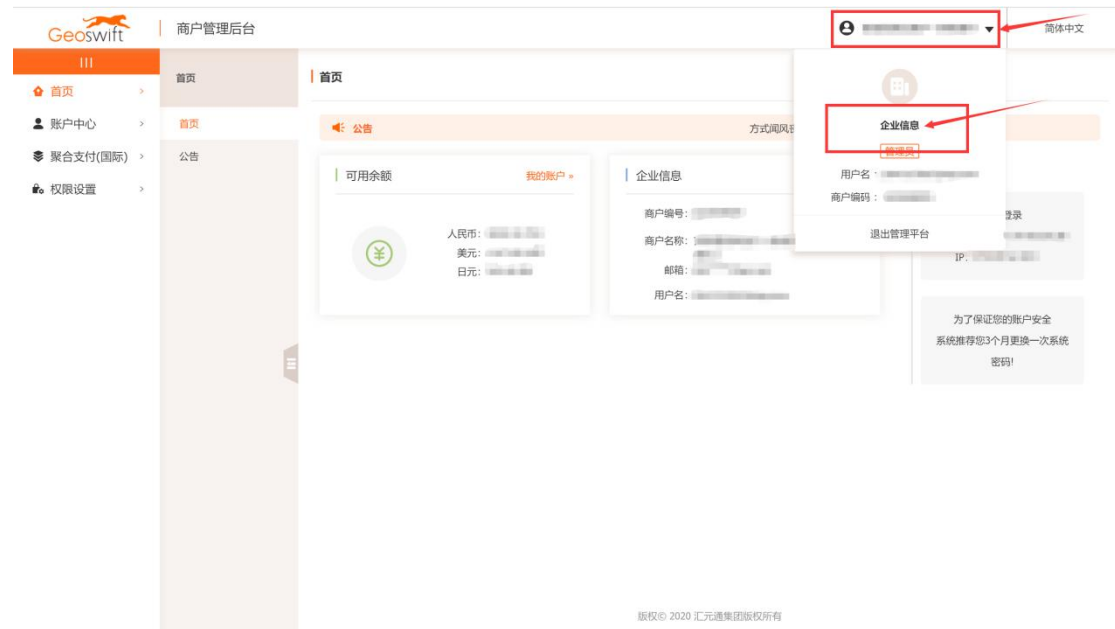 Geoswift
商户管理后台
简体中文
首页
账户中心
聚合支付(国际)
权限设置
首页
首页
公告
首页
公告
方式闻风
可用余额
我的账户 »
人民币:
美元:
日元:
企业信息
商户编号:
商户名称:
邮箱:
用户名:
企业信息
管理员
用户名 :
商户编码 :
退出管理平台
登录
IP:
为了保证您的账户安全
系统推荐您3个月更换一次系统
密码!
版权© 2020 汇元通集团版权所有